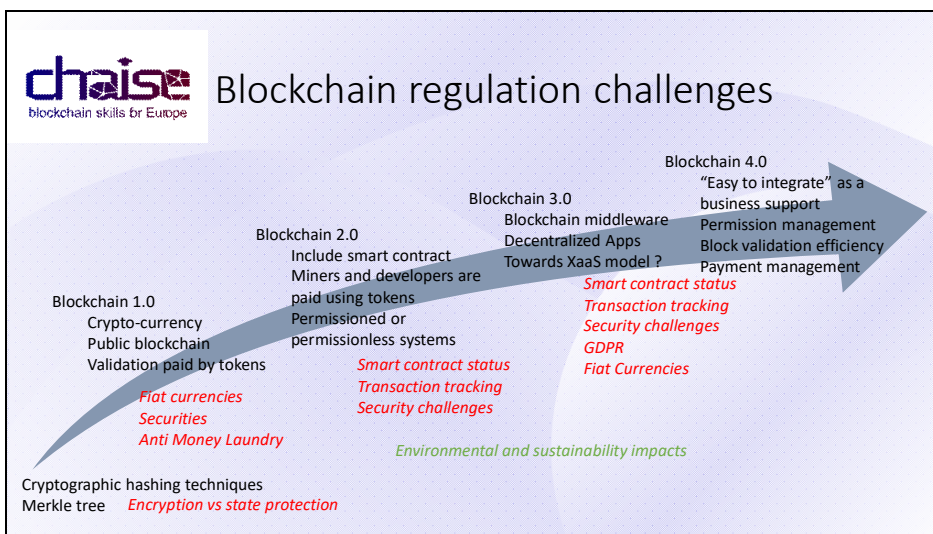 chaise
blockchain skills for Europe
Blockchain regulation challenges
Blockchain 4.0
“Easy to integrate” as a
business support
Permission management
Block validation efficiency
Payment management
Blockchain 3.0
Blockchain middleware
Decentralized Apps
Towards XaaS model ?
Smart contract status
Transaction tracking
Security challenges
GDPR
Fiat Currencies
Blockchain 2.0
Include smart contract
Miners and developers are
paid using tokens
Permissioned or
permissionless systems
Smart contract status
Transaction tracking
Security challenges
Blockchain 1.0
Crypto-currency
Public blockchain
Validation paid by tokens
Fiat currencies
Securities
Anti Money Laundry
Environmental and sustainability impacts
Cryptographic hashing techniques
Merkle tree Encryption vs state protection